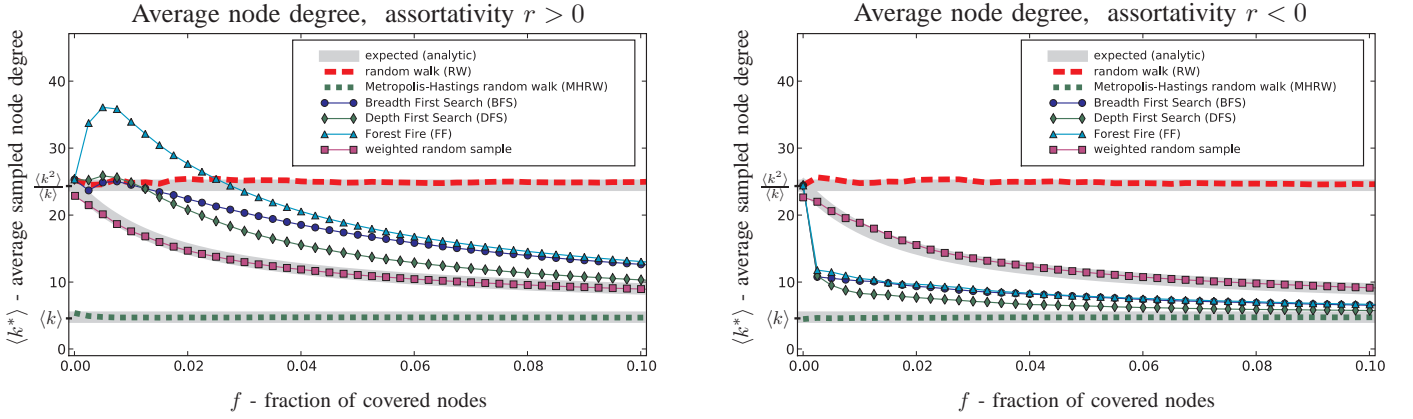 Average node degree, assortativity r > 0
⟨k*⟩ - average sampled node degree
40
30
⟨k²⟩/⟨k⟩
20
10
⟨k⟩
0
expected (analytic)
random walk (RW)
Metropolis-Hastings random walk (MHRW)
Breadth First Search (BFS)
Depth First Search (DFS)
Forest Fire (FF)
weighted random sample
0.00 0.02 0.04 0.06 0.08 0.10
f - fraction of covered nodes
Average node degree, assortativity r < 0
⟨k*⟩ - average sampled node degree
40
30
⟨k²⟩/⟨k⟩
20
10
⟨k⟩
0
expected (analytic)
random walk (RW)
Metropolis-Hastings random walk (MHRW)
Breadth First Search (BFS)
Depth First Search (DFS)
Forest Fire (FF)
weighted random sample
0.00 0.02 0.04 0.06 0.08 0.10
f - fraction of covered nodes